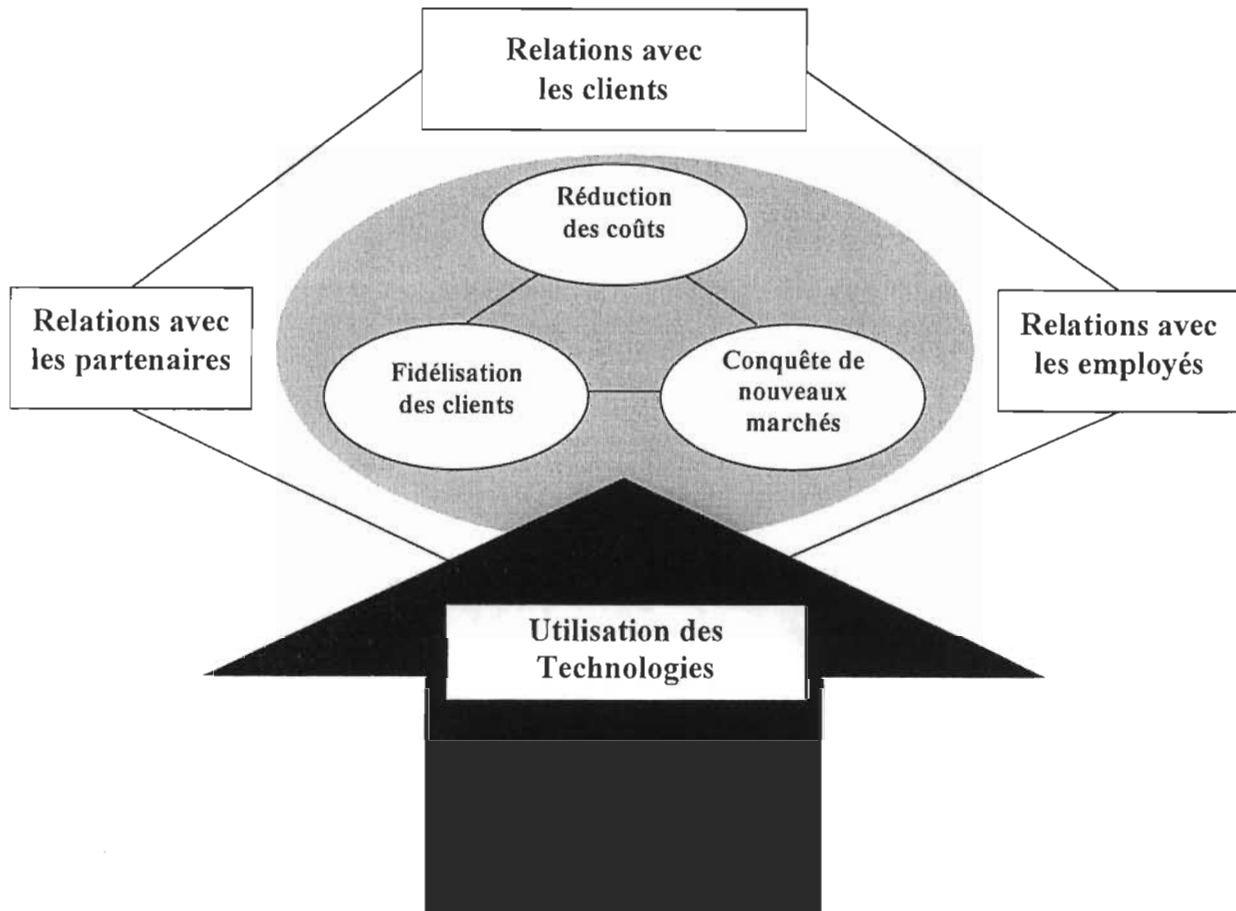 Relations avec
les clients
Réduction
des coûts
Relations avec
les partenaires
Fidélisation
des clients
Conquête de
nouveaux
marchés
Relations avec
les employés
Utilisation des
Technologies